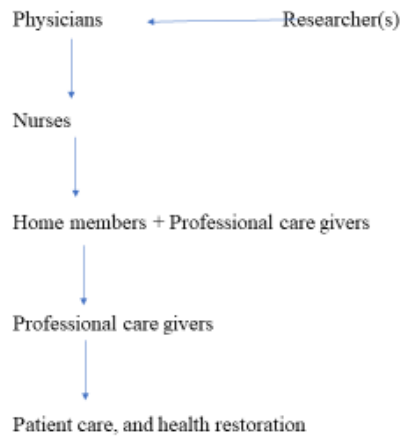 Physicians Researcher(s)
Nurses
Home members + Professional care givers
Professional care givers
Patient care, and health restoration